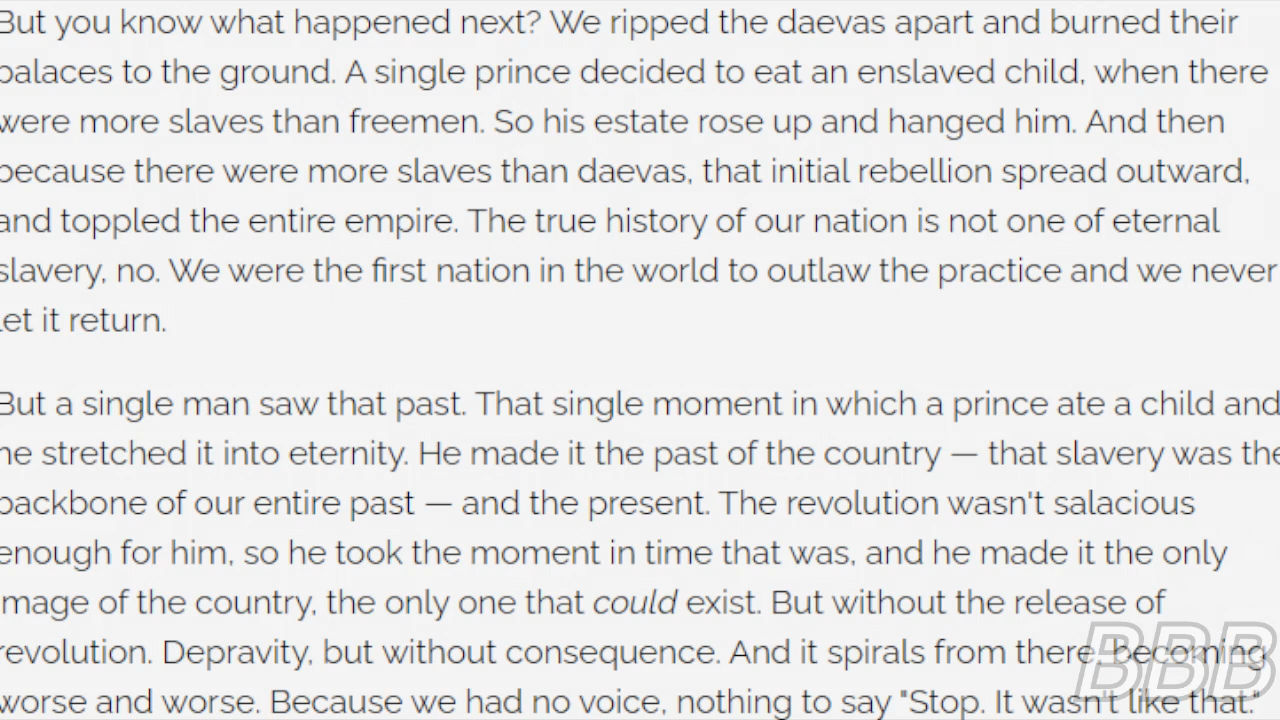 But you know what happened next? We ripped the daevas apart and burned their
palaces to the ground. A single prince decided to eat an enslaved child, when there
were more slaves than freemen. So his estate rose up and hanged him. And then
because there were more slaves than daevas, that initial rebellion spread outward,
and toppled the entire empire. The true history of our nation is not one of eternal
slavery, no. We were the first nation in the world to outlaw the practice and we never
let it return.
But a single man saw that past. That single moment in which a prince ate a child and
he stretched it into eternity. He made it the past of the country — that slavery was the
backbone of our entire past — and the present. The revolution wasn't salacious
enough for him, so he took the moment in time that was, and he made it the only
image of the country, the only one that could exist. But without the release of
revolution. Depravity, but without consequence. And it spirals from there, becoming
worse and worse. Because we had no voice, nothing to say "Stop. It wasn't like that."
BBB